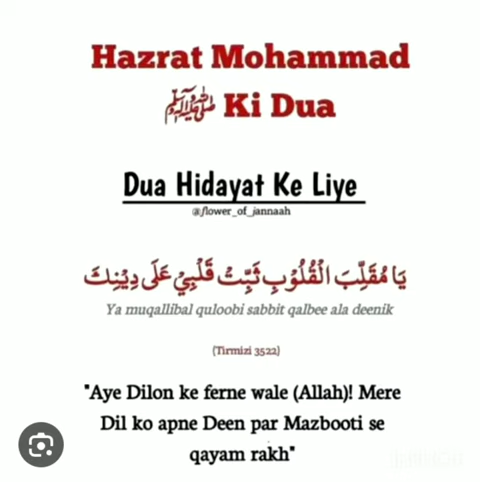 Hazrat Mohammad
ﷺ Ki Dua
Dua Hidayat Ke Liye
@flower_of_jannaah
يَا مُقَلِّبَ الْقُلُوْبِ ثَبِّتْ قَلْبِيْ عَلَى دِيْنِكَ
Ya muqallibal quloobi sabbit qalbee ala deenik
(Tirmizi 3522)
"Aye Dilon ke ferne wale (Allah)! Mere
Dil ko apne Deen par Mazbooti se
qayam rakh"